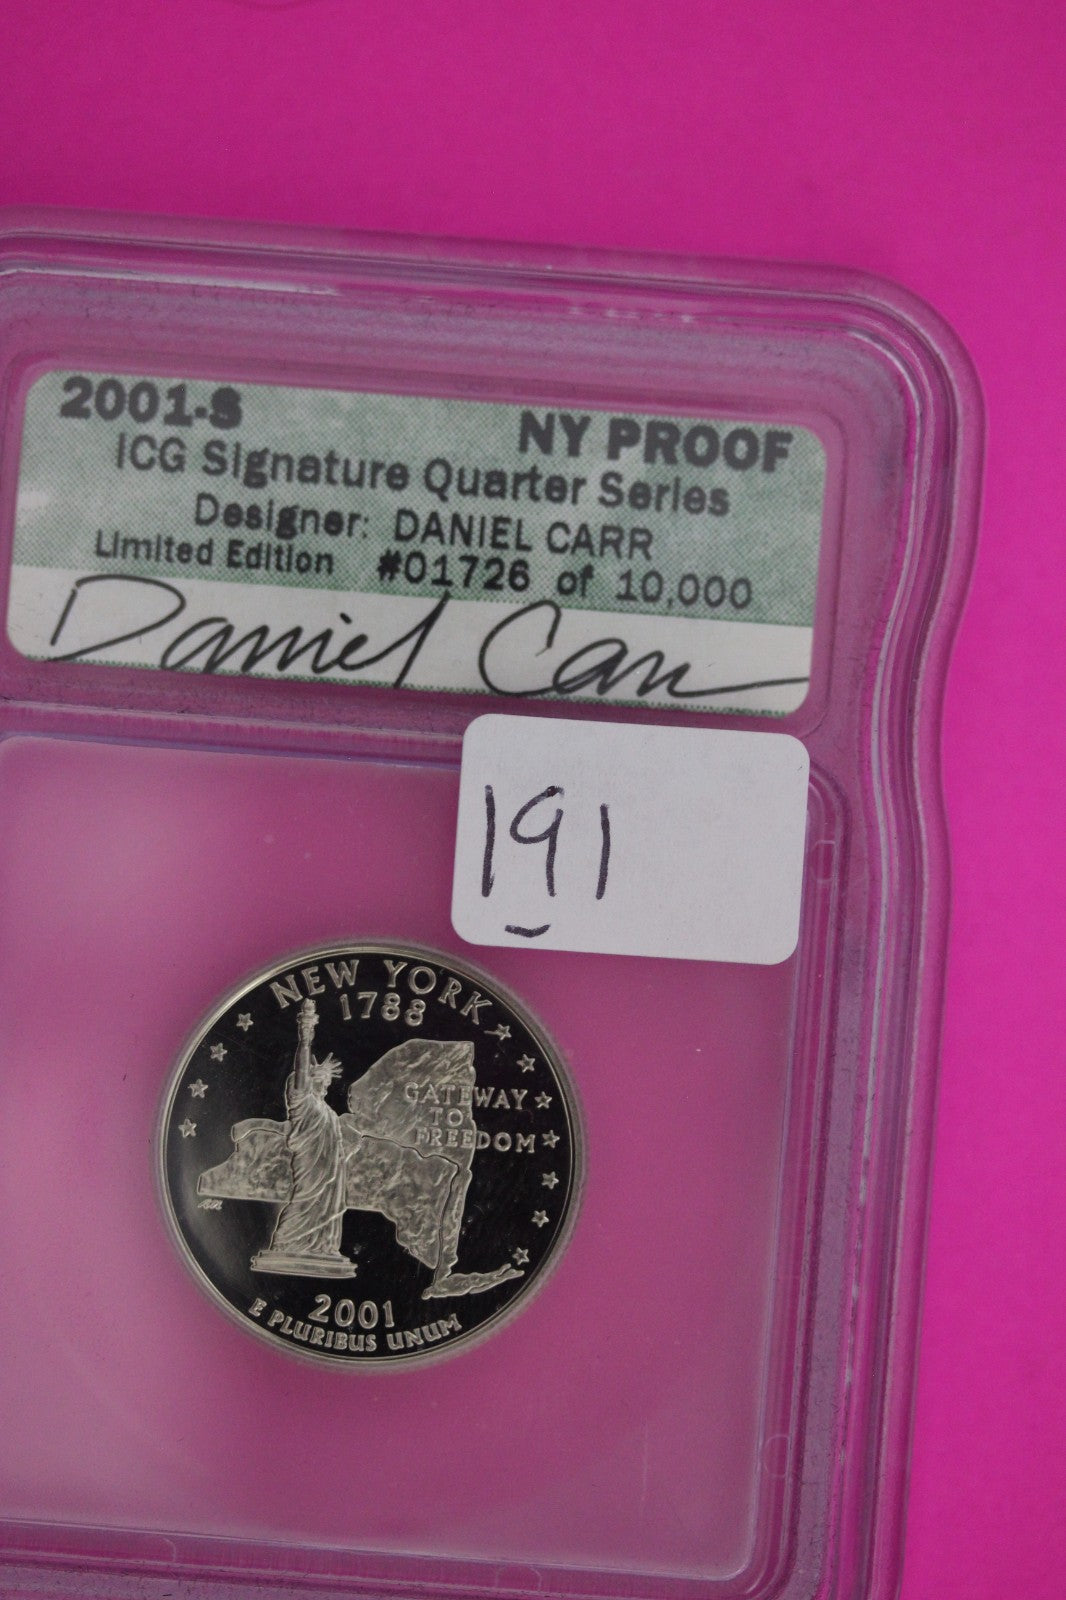 2001-S NY PROOF
ICG Signature Quarter Series
Designer: DANIEL CARR
Limited Edition #01726 of 10,000
Daniel Carr
191
NEW YORK
1788
GATEWAY
TO
FREEDOM
2001
E PLURIBUS UNUM